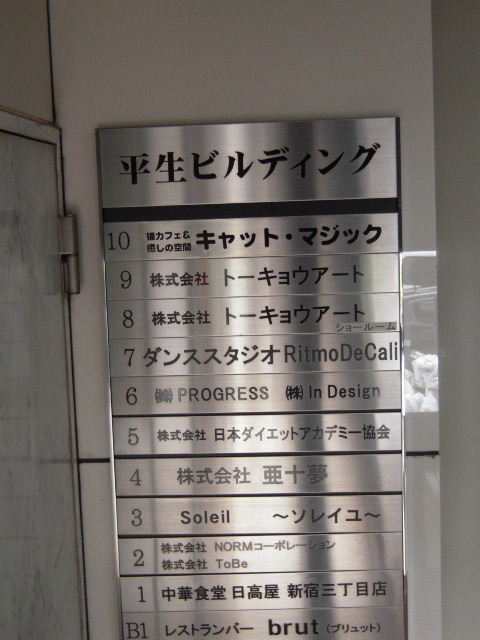 平生ビルディング
10 猫カフェ& 癒しの空間 キャット・マジック
9 株式会社 トーキョウアート
8 株式会社 トーキョウアート
ショールーム
7 ダンススタジオ RitmoDeCali
6 ㈱PROGRESS (株)In Design
5 株式会社 日本ダイエットアカデミー協会
4 株式会社 亜十夢
3 Soleil 〜ソレイユ〜
2 株式会社 NORMコーポレーション
株式会社 ToBe
1 中華食堂 日高屋 新宿三丁目店
B1 レストランバー brut (ブリュット)